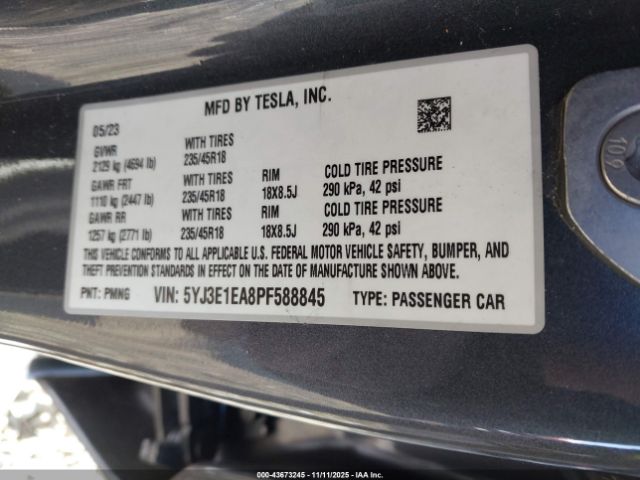 MFD BY TESLA, INC.
05/23
GVWR WITH TIRES
2129 kg (4694 lb) 235/45R18
GAWR FRT WITH TIRES RIM COLD TIRE PRESSURE
1110 kg (2447 lb) 235/45R18 18X8.5J 290 kPa, 42 psi
GAWR RR WITH TIRES RIM COLD TIRE PRESSURE
1257 kg (2771 lb) 235/45R18 18X8.5J 290 kPa, 42 psi
THIS VEHICLE CONFORMS TO ALL APPLICABLE U.S. FEDERAL MOTOR VEHICLE SAFETY, BUMPER, AND
THEFT PREVENTION STANDARDS IN EFFECT ON THE DATE OF MANUFACTURE SHOWN ABOVE.
PNT: PMNG VIN: 5YJ3E1EA8PF588845 TYPE: PASSENGER CAR
10.9
000-43673245 - 11/11/2025 - IAAC.com